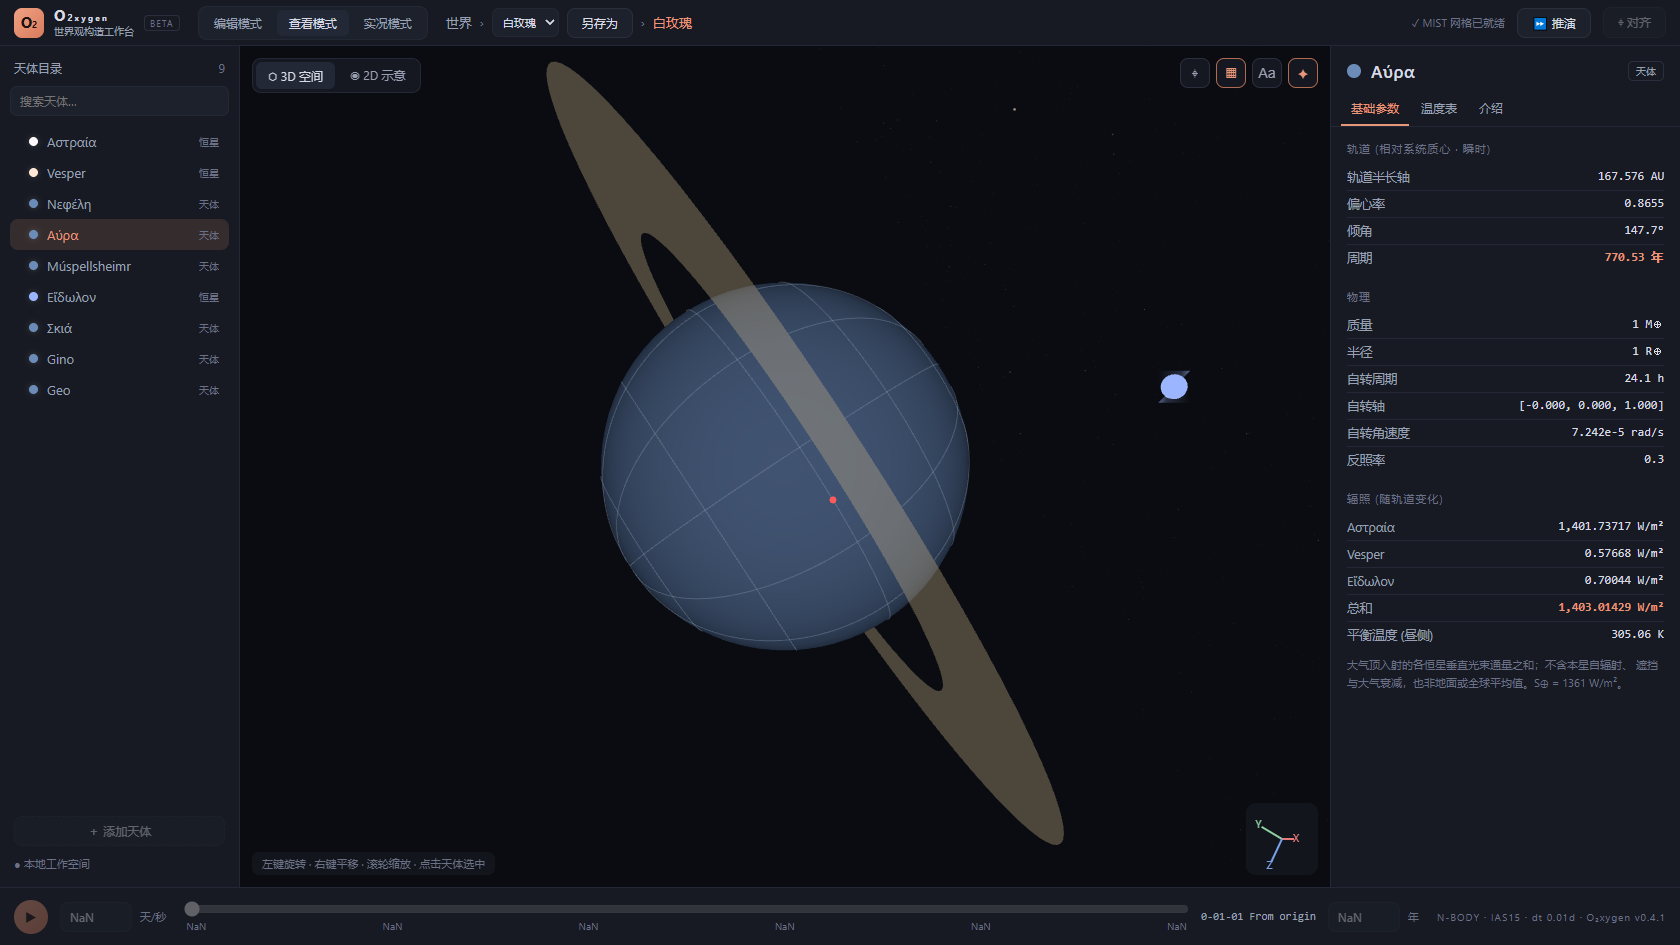 O₂ O₂xygen BETA 编辑模式 查看模式 实况模式 世界 › 白玫瑰 另存为 › 白玫瑰 ✓ MIST 网格已就绪 ⏩ 推演 ⌖ 对齐
世界观构造工作台
天体目录 9
搜索天体...
Αστραία 恒星
Vesper 恒星
Νεφέλη 天体
Αύρα 天体
Múspellsheimr 天体
Εἴδωλον 恒星
Σκιά 天体
Gino 天体
Geo 天体
+ 添加天体
● 本地工作空间
3D 空间 2D 示意
Aa
左键旋转 · 右键平移 · 滚轮缩放 · 点击天体选中
Y
X
Z
Αύρα 天体
基础参数 温度表 介绍
轨道 (相对系统质心 · 瞬时)
轨道半长轴 167.576 AU
偏心率 0.8655
倾角 147.7°
周期 770.53 年
物理
质量 1 M⊕
半径 1 R⊕
自转周期 24.1 h
自转轴 [-0.000, 0.000, 1.000]
自转角速度 7.242e-5 rad/s
反照率 0.3
辐照 (随轨道变化)
Αστραία 1,401.73717 W/m²
Vesper 0.57668 W/m²
Εἴδωλον 0.70044 W/m²
总和 1,403.01429 W/m²
平衡温度 (昼侧) 305.06 K
大气顶入射的各恒星垂直光束通量之和；不含本星自辐射、遮挡
与大气衰减，也非地面或全球平均值。S⊕ = 1361 W/m²。
NaN 天/秒 0-01-01 From origin NaN 年 N-BODY · IAS15 · dt 0.01d · O₂xygen v0.4.1
NaN NaN NaN NaN NaN NaN